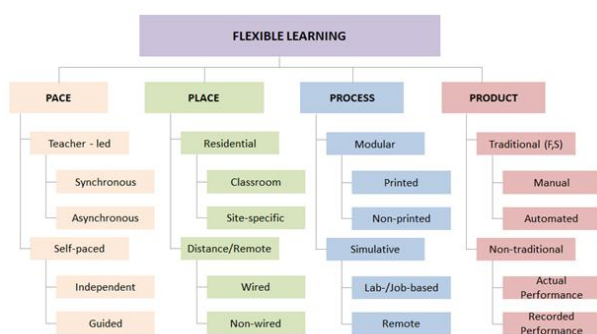 FLEXIBLE LEARNING
PACE
Teacher - led
Synchronous
Asynchronous
Self-paced
Independent
Guided
PLACE
Residential
Classroom
Site-specific
Distance/Remote
Wired
Non-wired
PROCESS
Modular
Printed
Non-printed
Simulative
Lab-/Job-based
Remote
PRODUCT
Traditional (F,S)
Manual
Automated
Non-traditional
Actual
Performance
Recorded
Performance